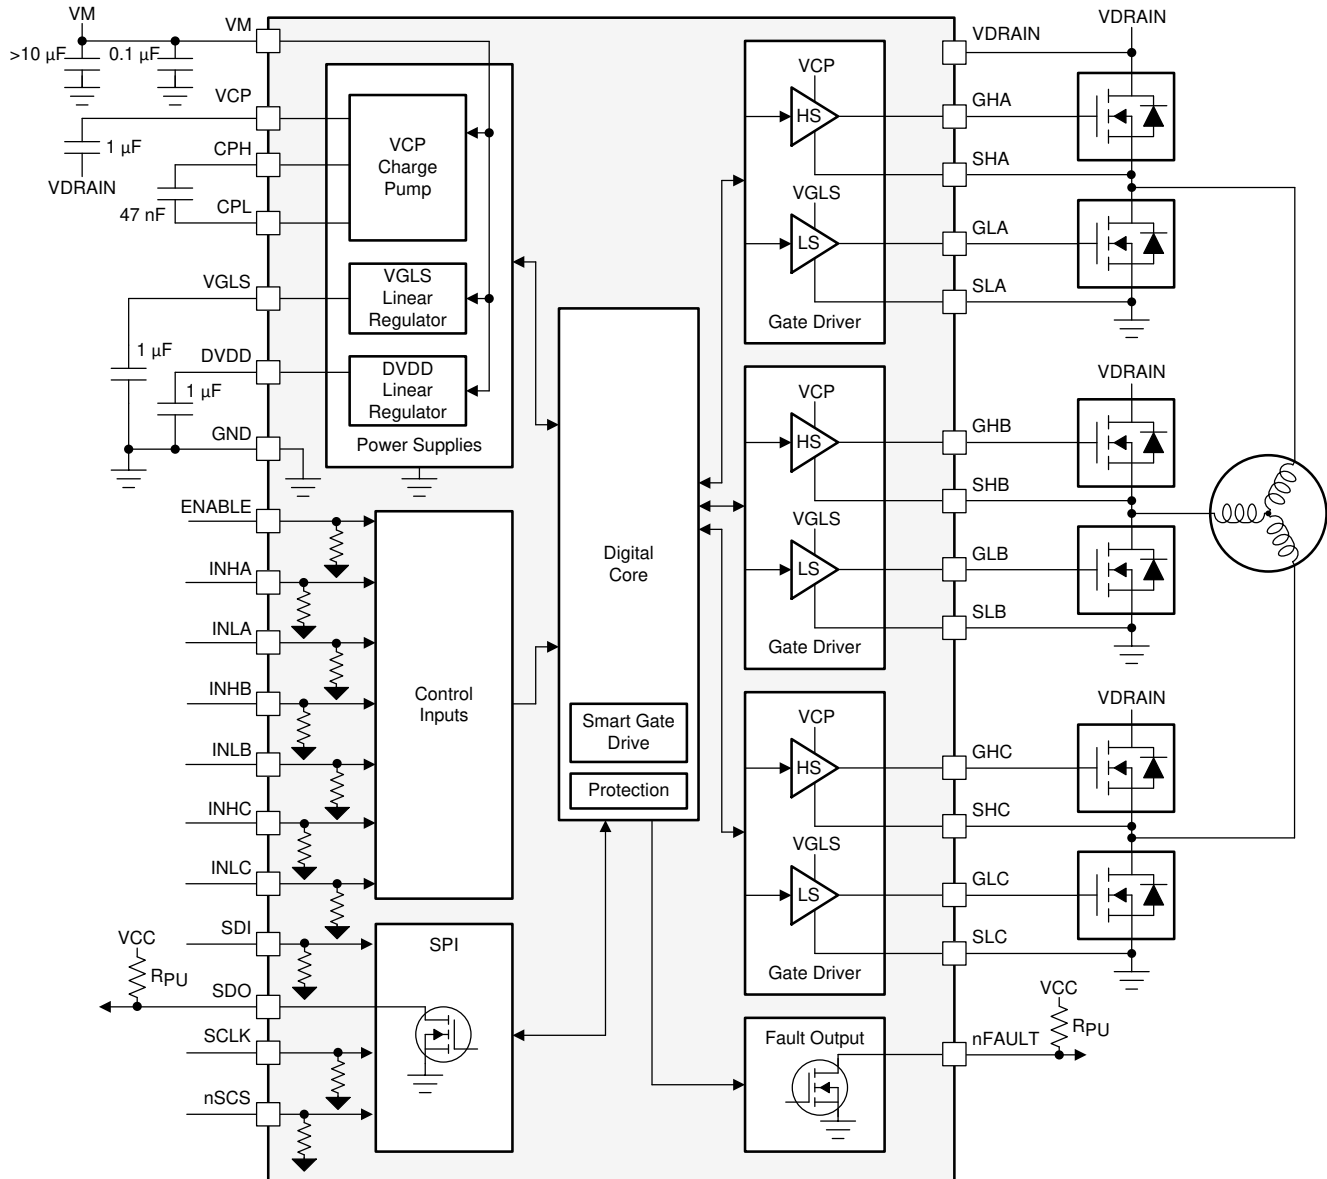 VM
>10 µF
0.1 µF
VM
VCP
1 µF
VDRAIN
CPH
47 nF
CPL
VGLS
1 µF
DVDD
1 µF
GND
VCP
Charge
Pump
VGLS
Linear
Regulator
DVDD
Linear
Regulator
Power Supplies
ENABLE
INHA
INLA
INHB
INLB
INHC
INLC
Control
Inputs
SDI
VCC
RPU
SDO
SCLK
nSCS
SPI
Digital
Core
Smart Gate
Drive
Protection
VCP
HS
VGLS
LS
Gate Driver
VCP
HS
VGLS
LS
Gate Driver
VCP
HS
VGLS
LS
Gate Driver
Fault Output
VDRAIN
VDRAIN
GHA
SHA
GLA
SLA
VDRAIN
GHB
SHB
GLB
SLB
VDRAIN
GHC
SHC
GLC
SLC
VCC
RPU
nFAULT